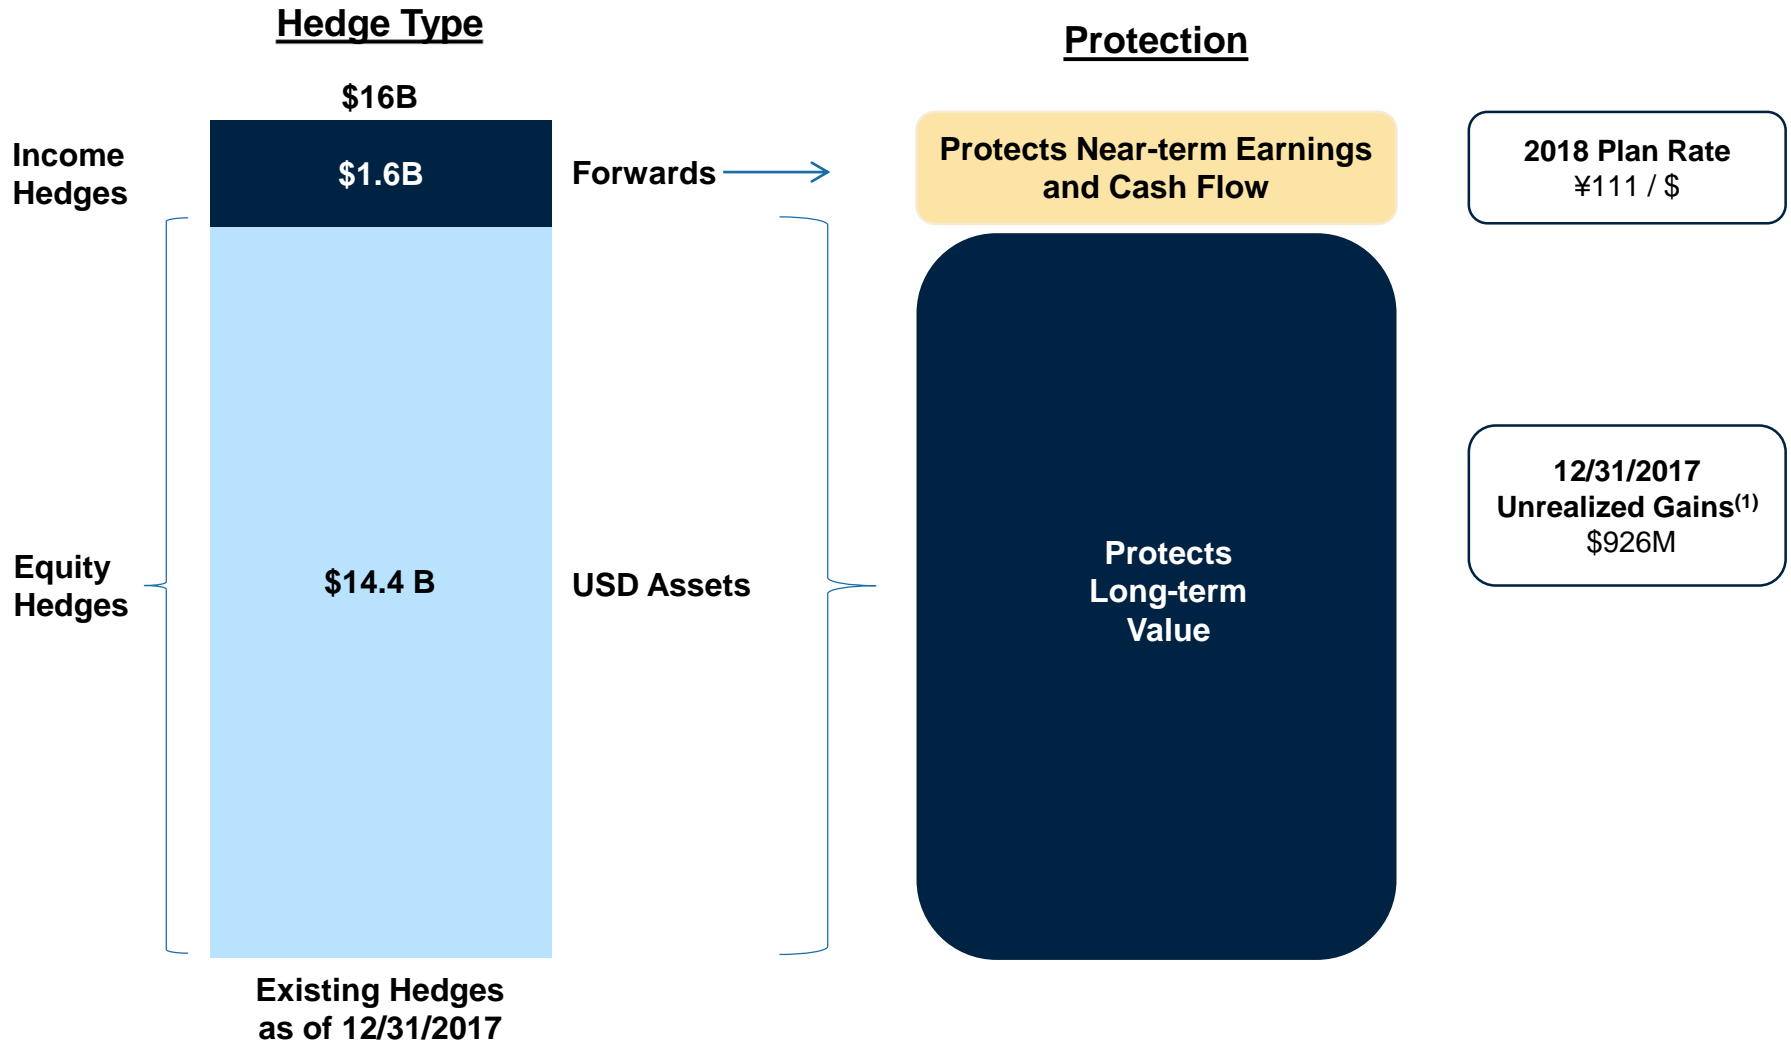 Hedge Type
Protection
$16B
Income
Hedges
$1.6B
Forwards
Protects Near-term Earnings
and Cash Flow
2018 Plan Rate
¥111 / $
Equity
Hedges
$14.4 B
USD Assets
Protects
Long-term
Value
12/31/2017
Unrealized Gains(1)
$926M
Existing Hedges
as of 12/31/2017